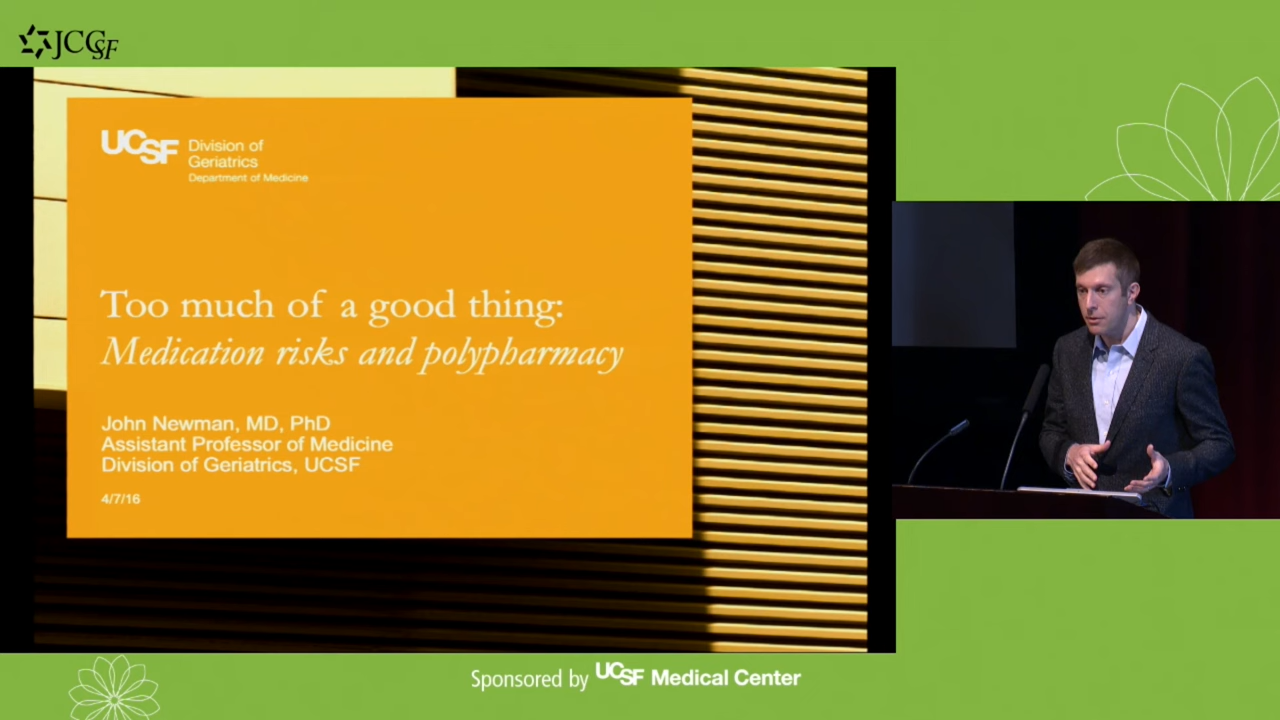 JCCSF
UCSF
Division of
Geriatrics
Department of Medicine
Too much of a good thing:
Medication risks and polypharmacy
John Newman, MD, PhD
Assistant Professor of Medicine
Division of Geriatrics, UCSF
4/7/16
Sponsored by UCSF Medical Center